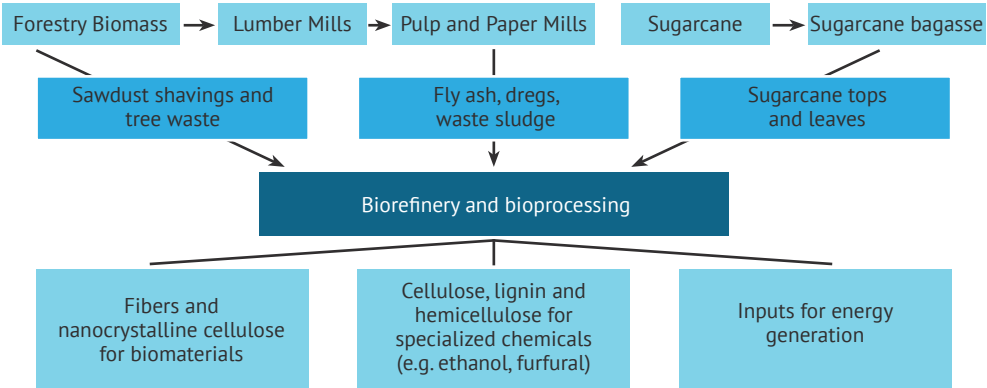 Forestry Biomass
Lumber Mills
Pulp and Paper Mills
Sugarcane
Sugarcane bagasse
Sawdust shavings and
tree waste
Fly ash, dregs,
waste sludge
Sugarcane tops
and leaves
Biorefinery and bioprocessing
Fibers and
nanocrystalline cellulose
for biomaterials
Cellulose, lignin and
hemicellulose for
specialized chemicals
(e.g. ethanol, furfural)
Inputs for energy
generation